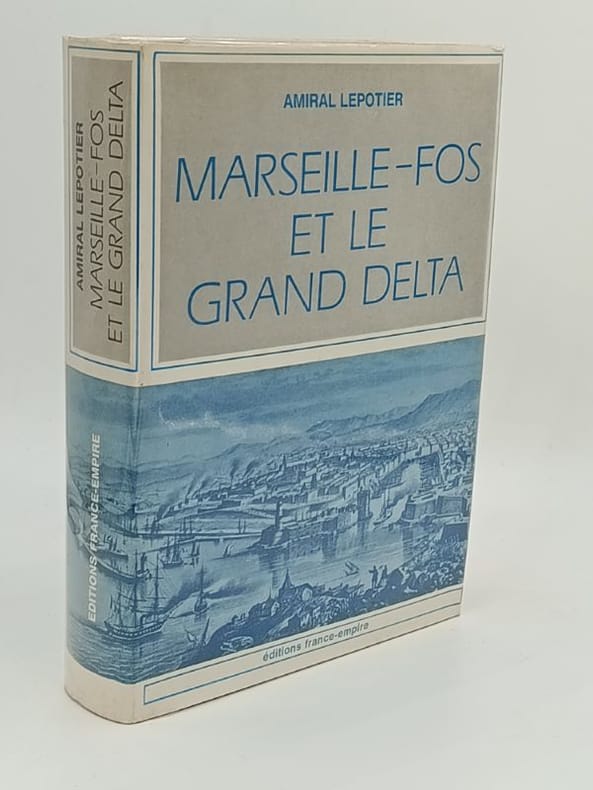 AMIRAL LEPOTIER
MARSEILLE-FOS
ET LE GRAND DELTA
EDITIONS FRANCE-EMPIRE
AMIRAL LEPOTIER
MARSEILLE-FOS
ET LE
GRAND DELTA
éditions france-empire